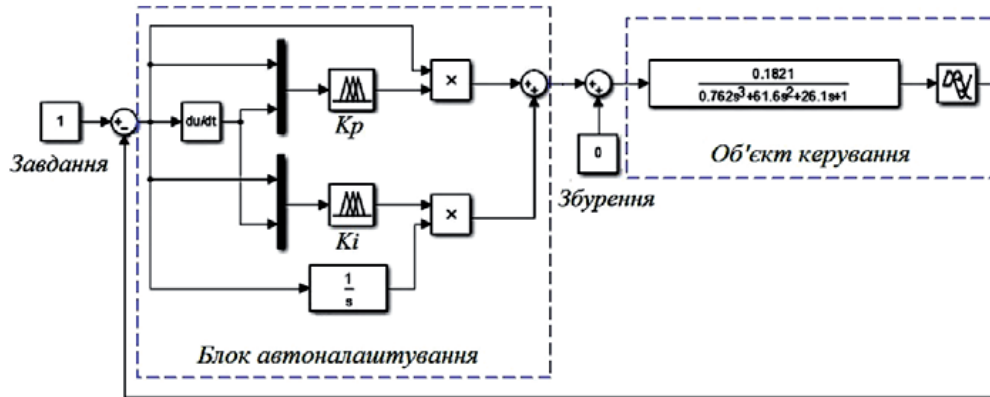 0.1821
0.762s³+61.6s²+26.1s+1
1
+
−
du/dt
×
+
+
+
+
Kp
Завдання
0
Об'єкт керування
Збурення
×
Ki
1
s
Блок автоналаштування